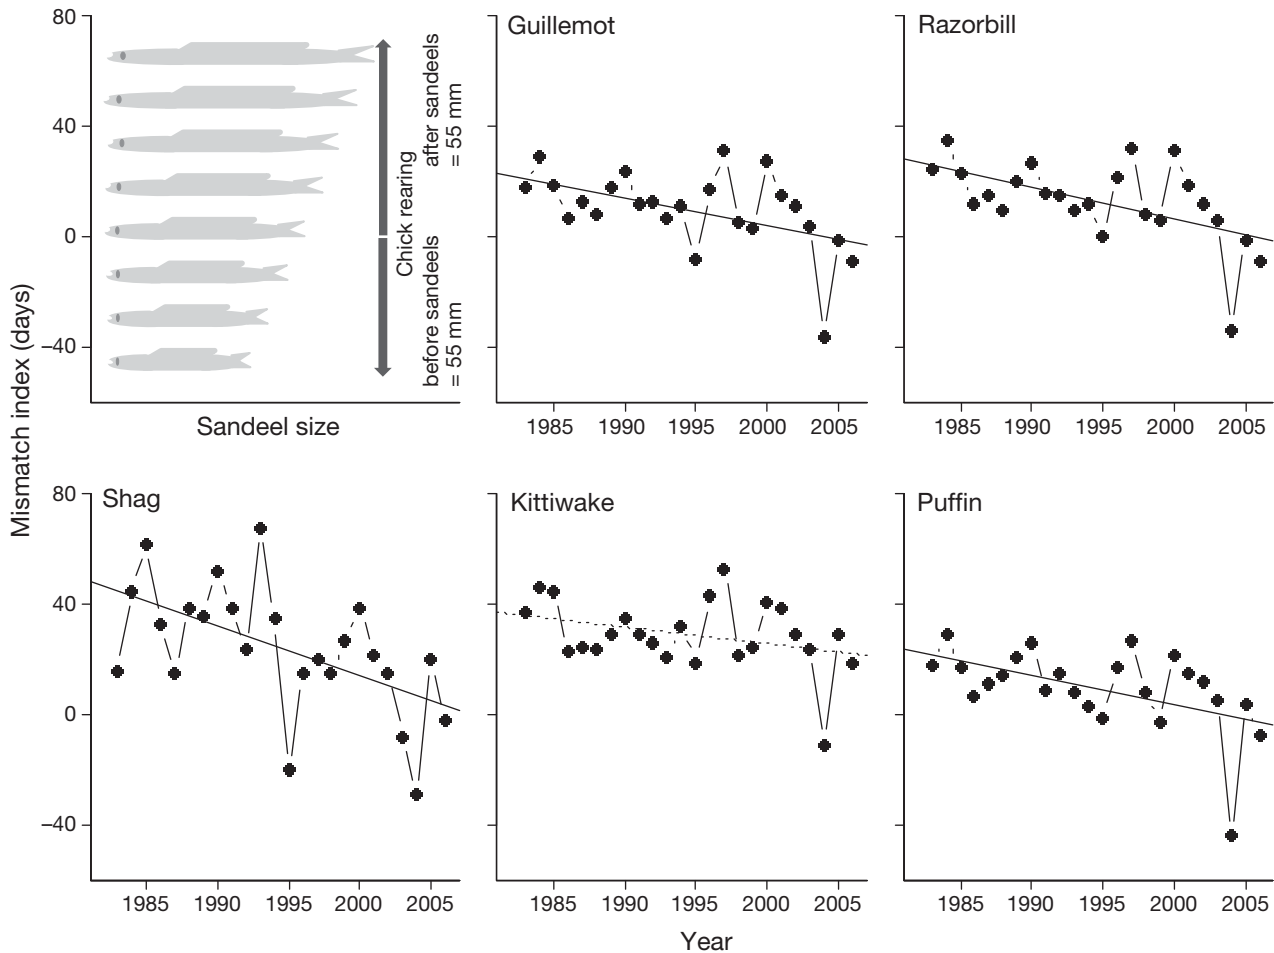 Mismatch index (days)
80
40
0
−40
Chick rearing
after sandeels
= 55 mm
before sandeels
= 55 mm
Sandeel size
Guillemot
1985 1990 1995 2000 2005
Razorbill
1985 1990 1995 2000 2005
80
40
0
−40
Shag
1985 1990 1995 2000 2005
Kittiwake
1985 1990 1995 2000 2005
Puffin
1985 1990 1995 2000 2005
Year